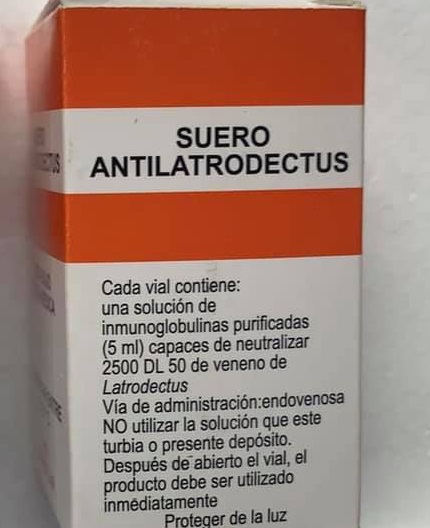 SUERO
ANTILATRODECTUS
Cada vial contiene:
una solución de
inmunoglobulinas purificadas
(5 ml) capaces de neutralizar
2500 DL 50 de veneno de
Latrodectus
Vía de administración:endovenosa
NO utilizar la solución que este
turbia o presente depósito.
Después de abierto el vial, el
producto debe ser utilizado
inmediatamente
Proteger de la luz